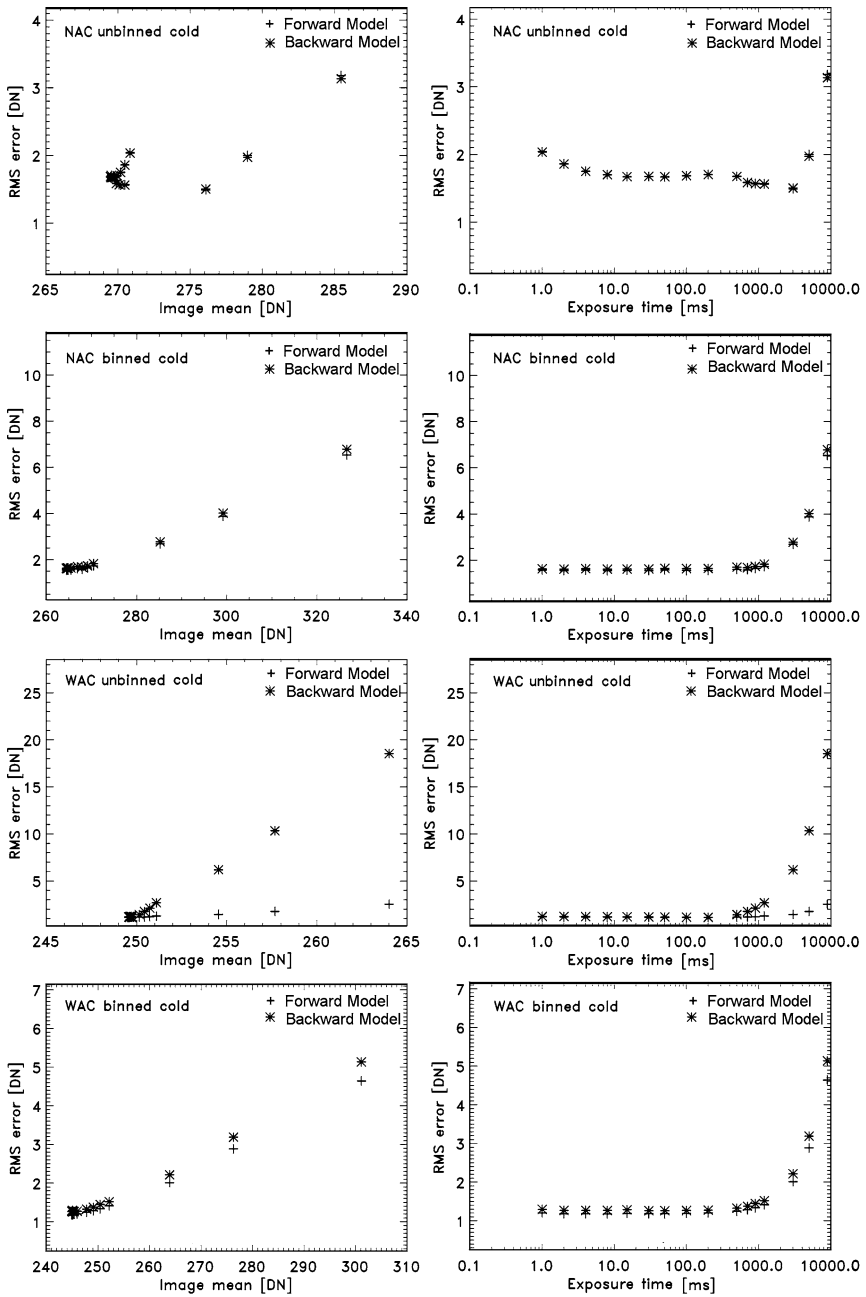 NAC unbinned cold
+ Forward Model
* Backward Model
RMS error [DN]
4
3
2
1
265 270 275 280 285 290
Image mean [DN]
NAC unbinned cold
+ Forward Model
* Backward Model
RMS error [DN]
4
3
2
1
0.1 1.0 10.0 100.0 1000.0 10000.0
Exposure time [ms]
NAC binned cold
+ Forward Model
* Backward Model
RMS error [DN]
10
8
6
4
2
260 280 300 320 340
Image mean [DN]
NAC binned cold
+ Forward Model
* Backward Model
RMS error [DN]
10
8
6
4
2
0.1 1.0 10.0 100.0 1000.0 10000.0
Exposure time [ms]
WAC unbinned cold
+ Forward Model
* Backward Model
RMS error [DN]
25
20
15
10
5
245 250 255 260 265
Image mean [DN]
WAC unbinned cold
+ Forward Model
* Backward Model
RMS error [DN]
25
20
15
10
5
0.1 1.0 10.0 100.0 1000.0 10000.0
Exposure time [ms]
WAC binned cold
+ Forward Model
* Backward Model
RMS error [DN]
7
6
5
4
3
2
1
240 250 260 270 280 290 300 310
Image mean [DN]
WAC binned cold
+ Forward Model
* Backward Model
RMS error [DN]
7
6
5
4
3
2
1
0.1 1.0 10.0 100.0 1000.0 10000.0
Exposure time [ms]